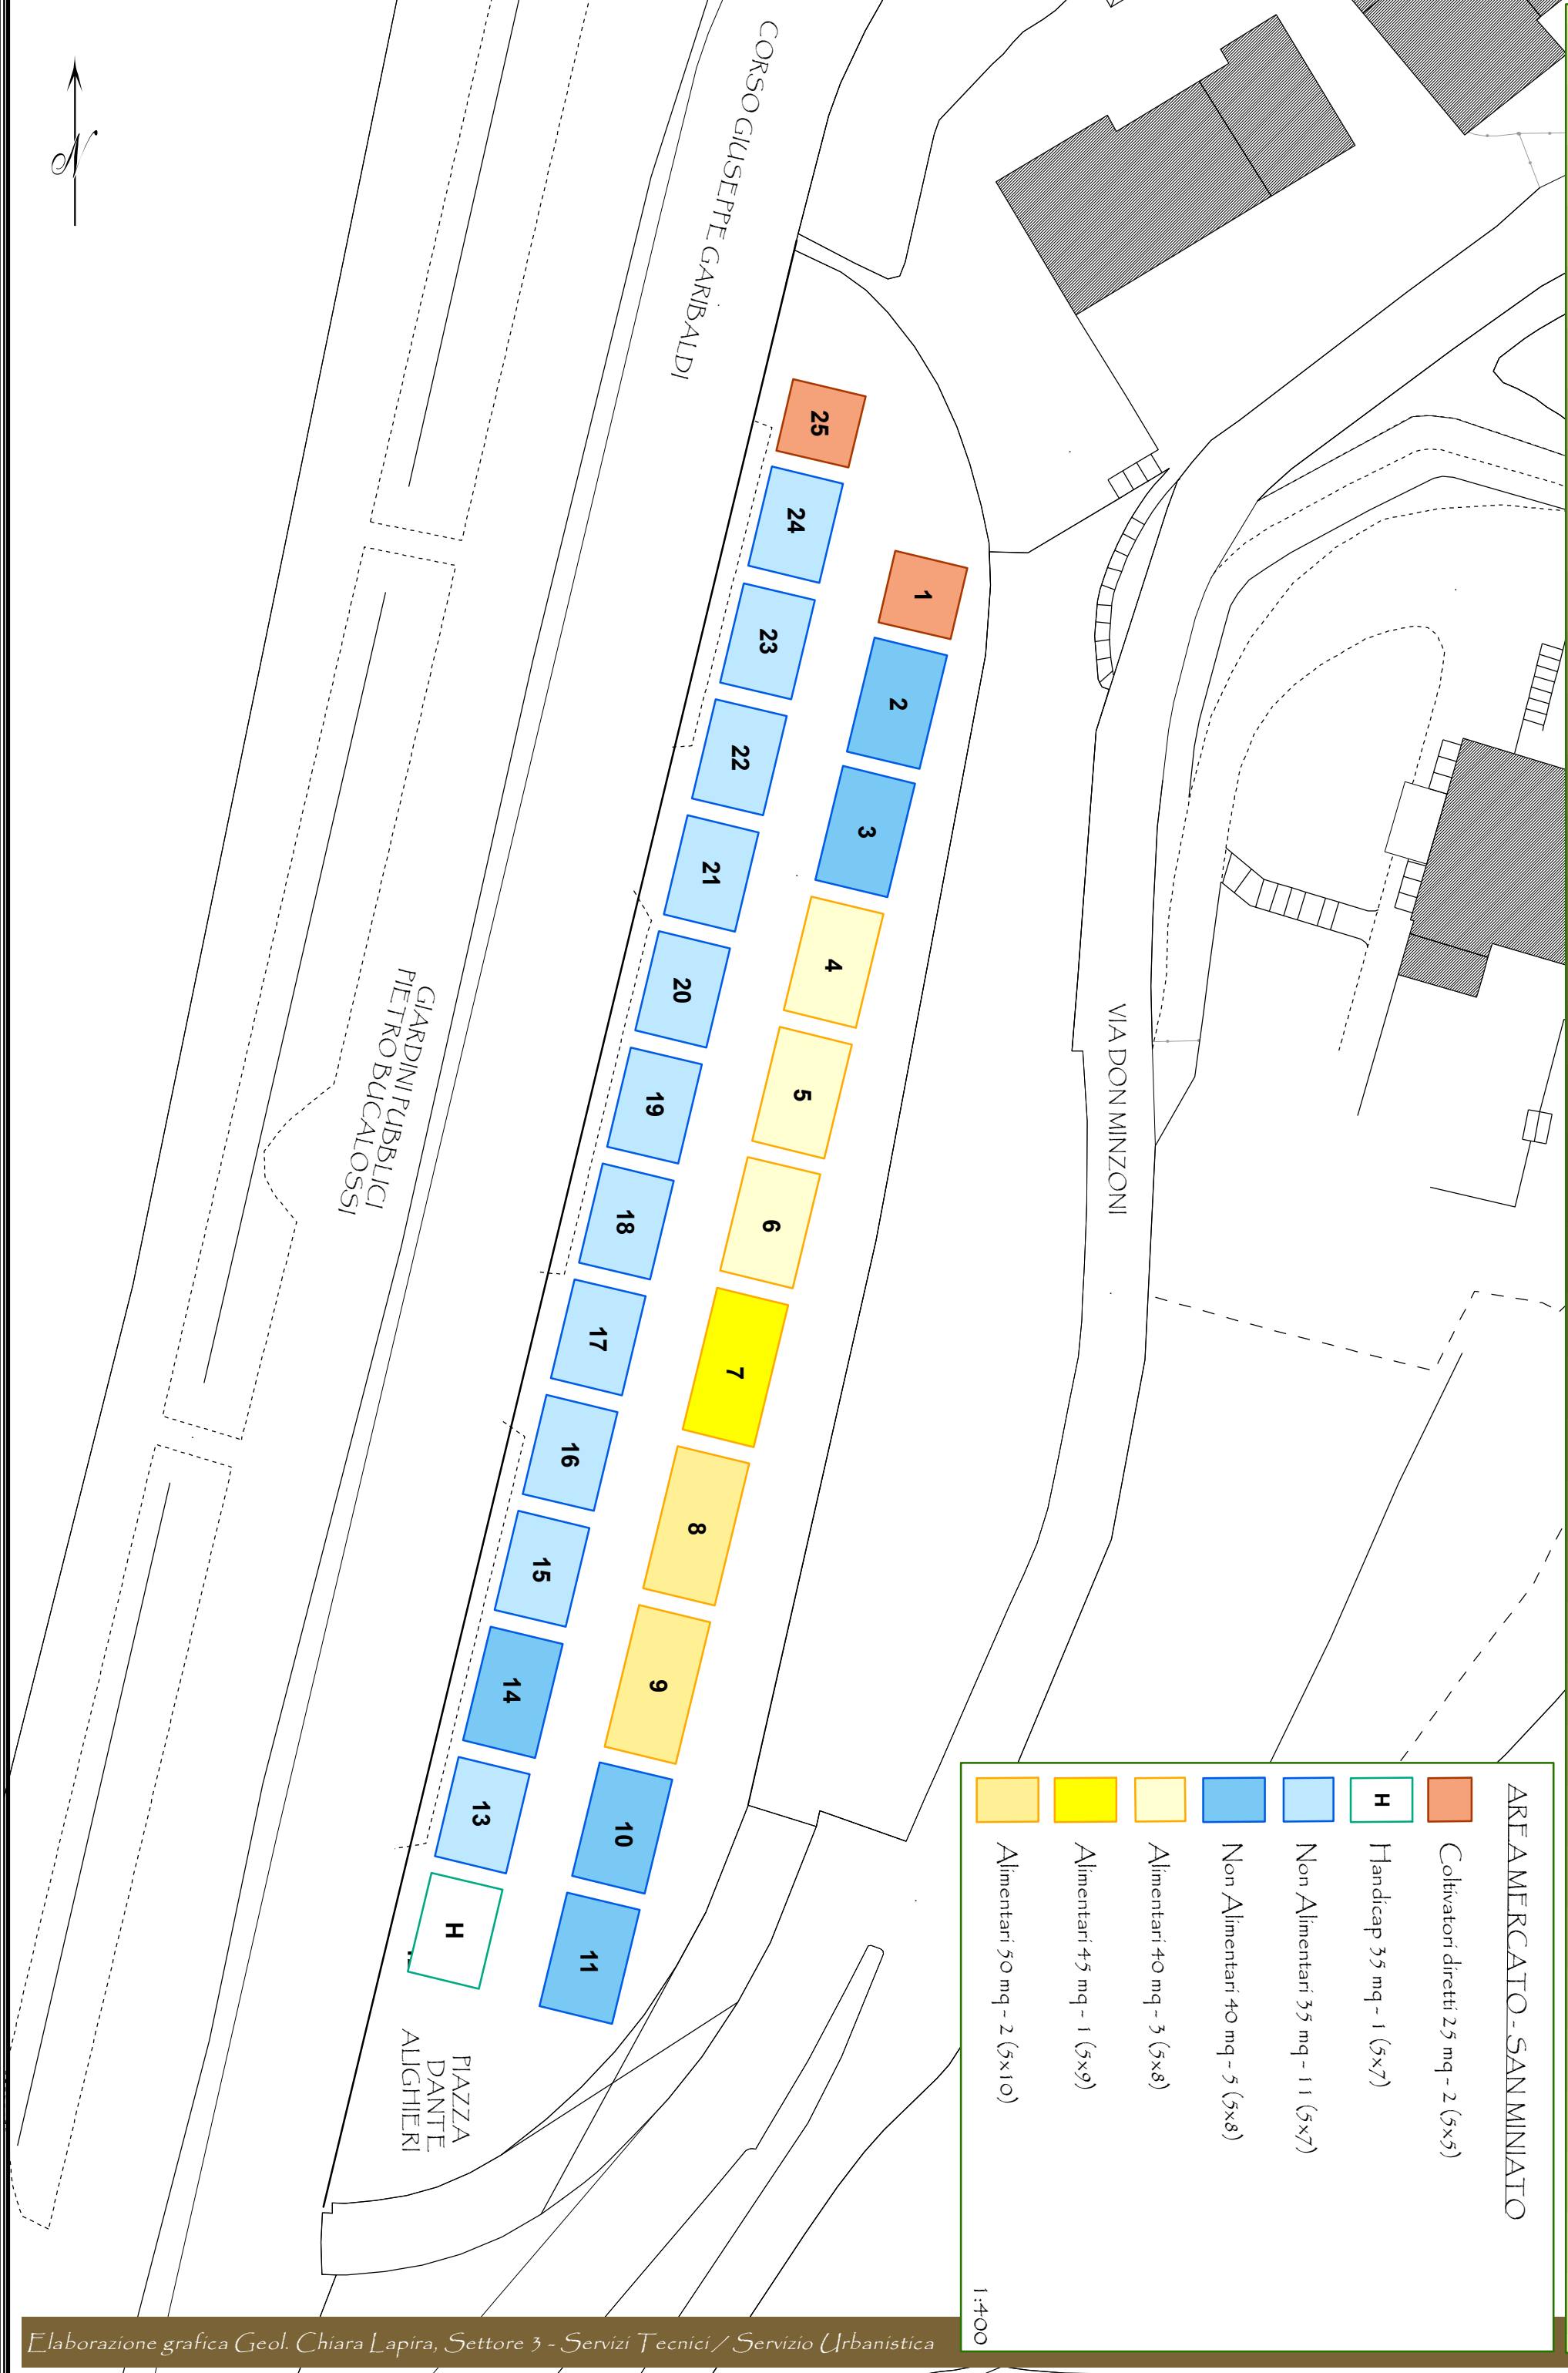 AREA MERCATO - SAN MINIATO
Coltivatori diretti 25 mq - 2 (5x5)
H Handicap 35 mq - 1 (5x7)
Non Alimentari 35 mq - 11 (5x7)
Non Alimentari 40 mq - 5 (5x8)
Alimentari 40 mq - 3 (5x8)
Alimentari 45 mq - 1 (5x9)
Alimentari 50 mq - 2 (5x10)
1:400
VIA DON MINZONI
1
2
3
4
5
6
7
8
9
10
11
25
24
23
22
21
20
19
18
17
16
15
14
13
H
CORSO GIUSEPPE GARIBALDI
PIAZZA
DANTE
ALIGHIERI
GIARDINI PUBBLICI
PIETRO BUCALOSSI
N
Elaborazione grafica Geol. Chiara Lapira, Settore 3 - Servizi Tecnici / Servizio Urbanistica